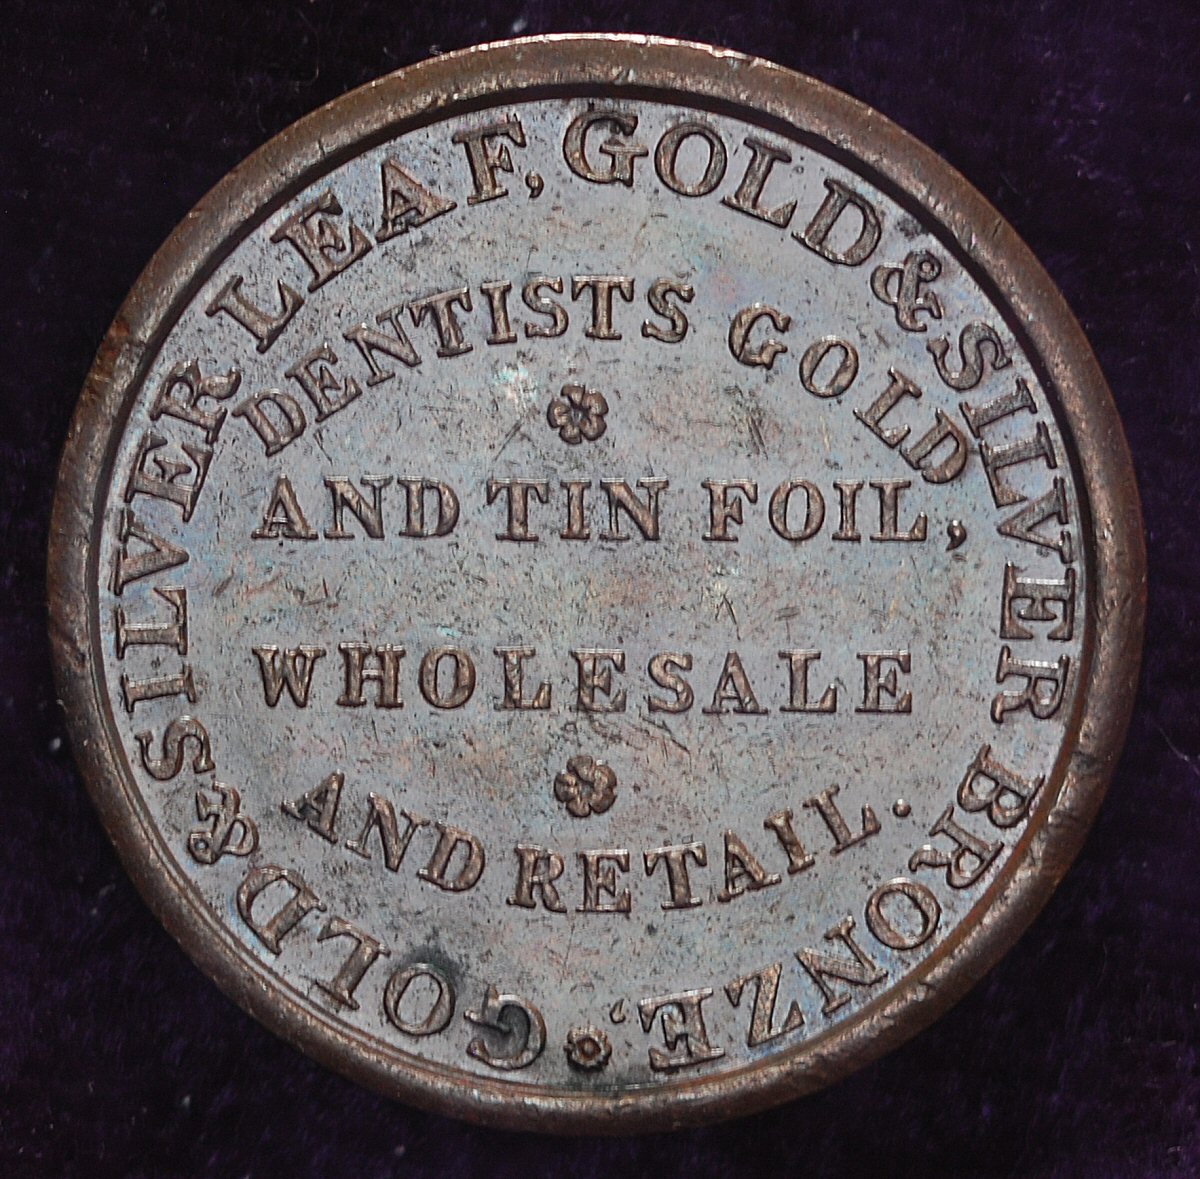 GOLD & SILVER LEAF, GOLD & SILVER BRONZE,
DENTISTS GOLD
AND TIN FOIL,
WHOLESALE
AND RETAIL.